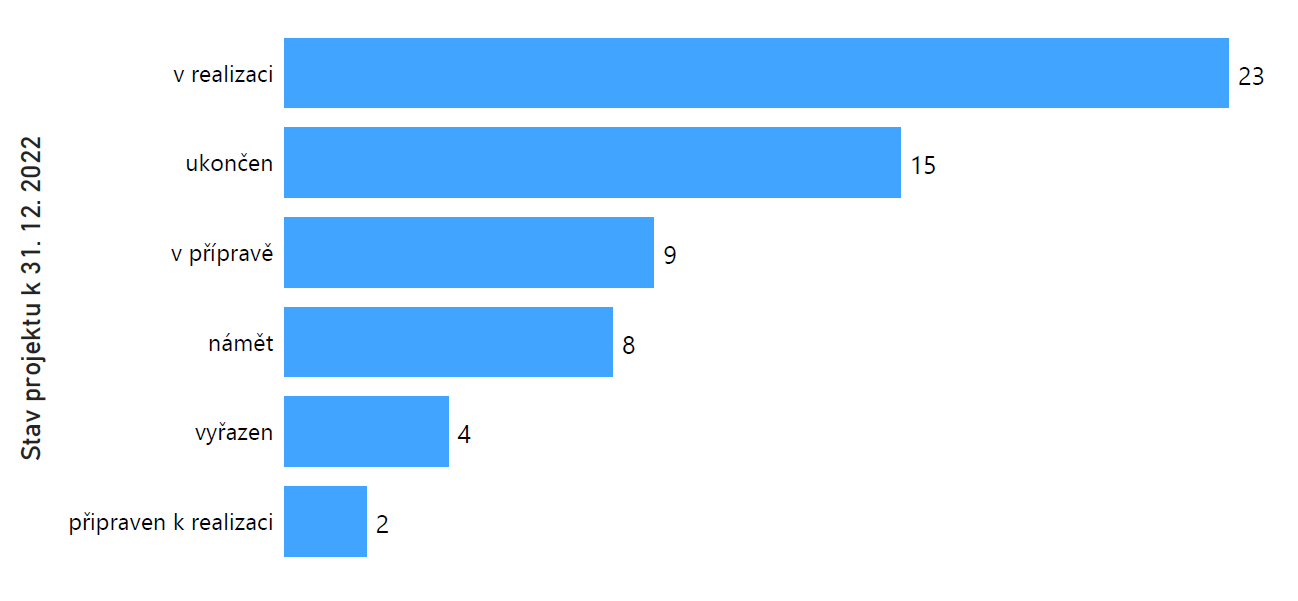 Stav projektu k 31. 12. 2022
v realizaci 23
ukončen 15
v přípravě 9
námět 8
vyřazen 4
připraven k realizaci 2